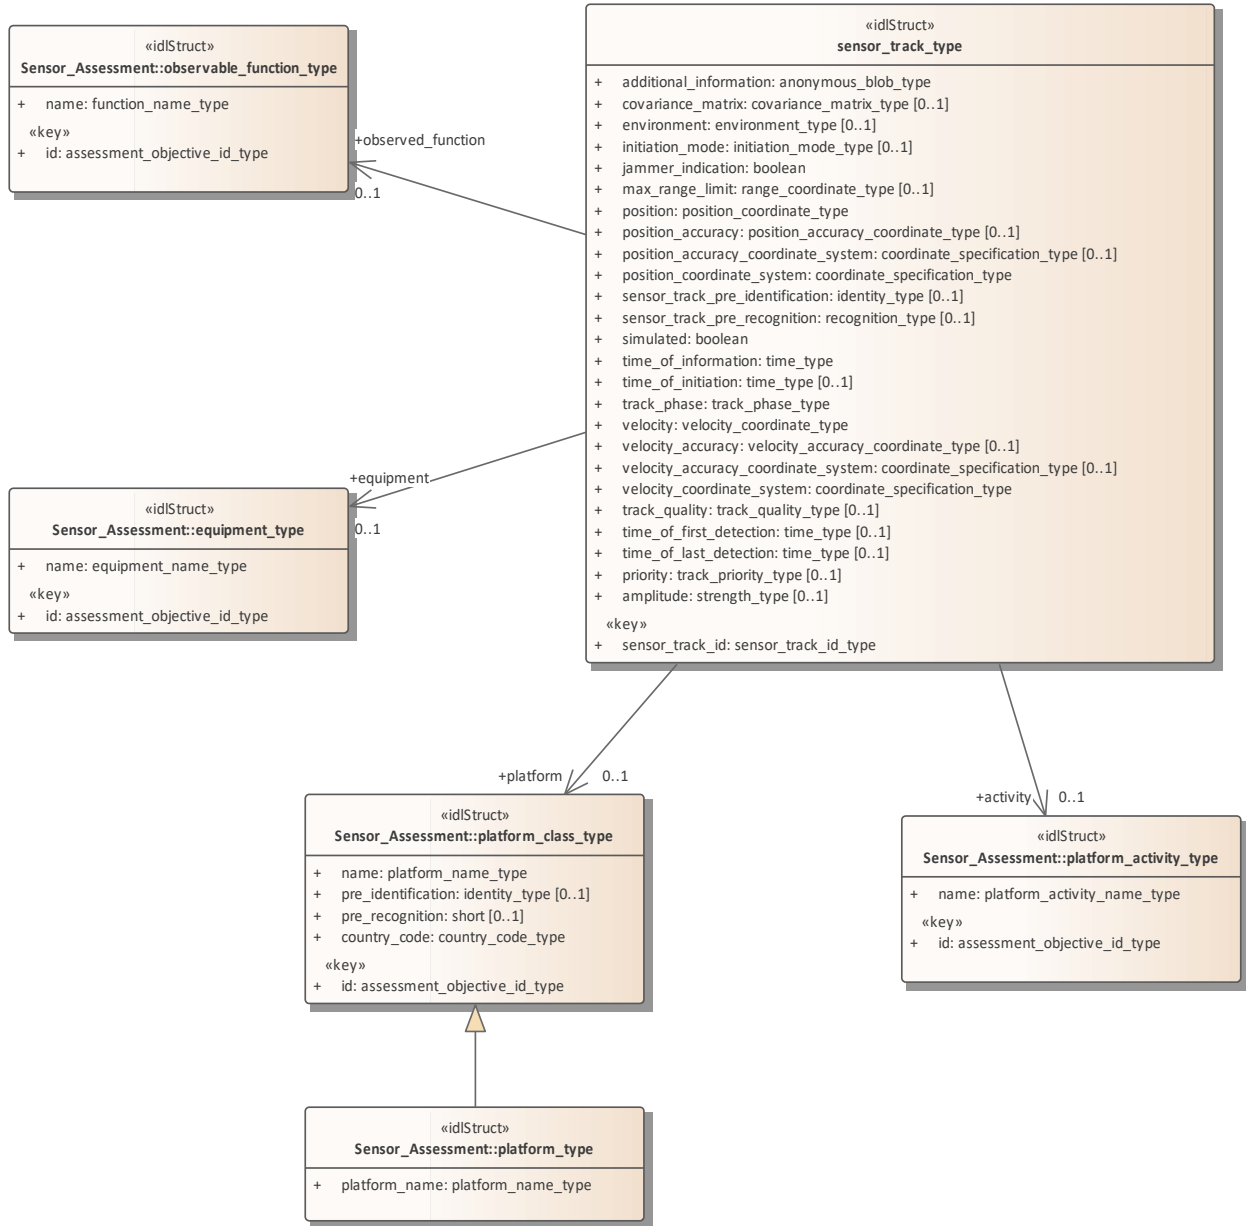 «idlStruct»
Sensor_Assessment::observable_function_type
+ name: function_name_type
«key»
+ id: assessment_objective_id_type
«idlStruct»
sensor_track_type
+ additional_information: anonymous_blob_type
+ covariance_matrix: covariance_matrix_type [0..1]
+ environment: environment_type [0..1]
+ initiation_mode: initiation_mode_type [0..1]
+ jammer_indication: boolean
+ max_range_limit: range_coordinate_type [0..1]
+ position: position_coordinate_type
+ position_accuracy: position_accuracy_coordinate_type [0..1]
+ position_accuracy_coordinate_system: coordinate_specification_type [0..1]
+ position_coordinate_system: coordinate_specification_type
+ sensor_track_pre_identification: identity_type [0..1]
+ sensor_track_pre_recognition: recognition_type [0..1]
+ simulated: boolean
+ time_of_information: time_type
+ time_of_initiation: time_type [0..1]
+ track_phase: track_phase_type
+ velocity: velocity_coordinate_type
+ velocity_accuracy: velocity_accuracy_coordinate_type [0..1]
+ velocity_accuracy_coordinate_system: coordinate_specification_type [0..1]
+ velocity_coordinate_system: coordinate_specification_type
+ track_quality: track_quality_type [0..1]
+ time_of_first_detection: time_type [0..1]
+ time_of_last_detection: time_type [0..1]
+ priority: track_priority_type [0..1]
+ amplitude: strength_type [0..1]
«key»
+ sensor_track_id: sensor_track_id_type
+observed_function
0..1
+equipment
0..1
«idlStruct»
Sensor_Assessment::equipment_type
+ name: equipment_name_type
«key»
+ id: assessment_objective_id_type
+platform 0..1
+activity 0..1
«idlStruct»
Sensor_Assessment::platform_class_type
+ name: platform_name_type
+ pre_identification: identity_type [0..1]
+ pre_recognition: short [0..1]
+ country_code: country_code_type
«key»
+ id: assessment_objective_id_type
«idlStruct»
Sensor_Assessment::platform_activity_type
+ name: platform_activity_name_type
«key»
+ id: assessment_objective_id_type
«idlStruct»
Sensor_Assessment::platform_type
+ platform_name: platform_name_type